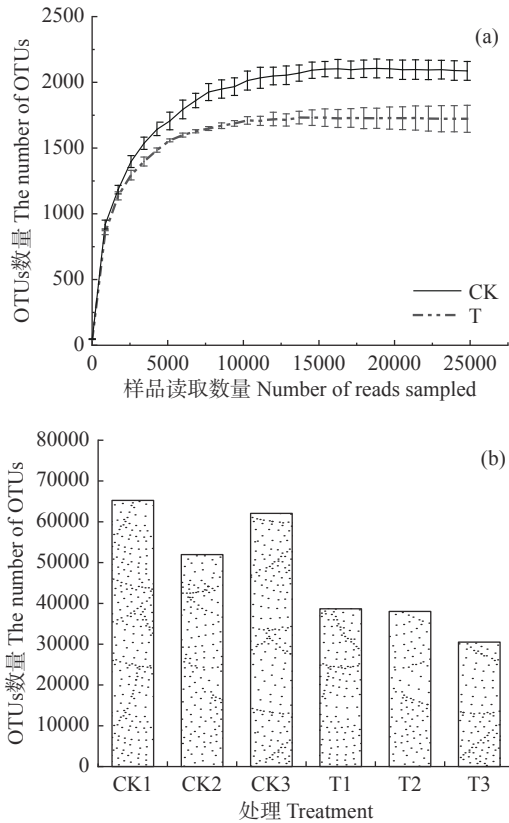 (a)
2500
2000
1500
1000
500
0
OTUs数量 The number of OTUs
CK
T
0 5000 10000 15000 20000 25000
样品读取数量 Number of reads sampled
(b)
80000
70000
60000
50000
40000
30000
20000
10000
0
OTUs数量 The number of OTUs
CK1 CK2 CK3 T1 T2 T3
处理 Treatment